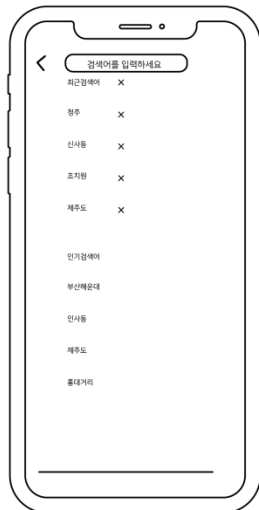 검색어를 입력하세요
최근검색어 ×
청주 ×
신사동 ×
조치원 ×
제주도 ×
인기검색어
부산해운대
인사동
제주도
홍대거리